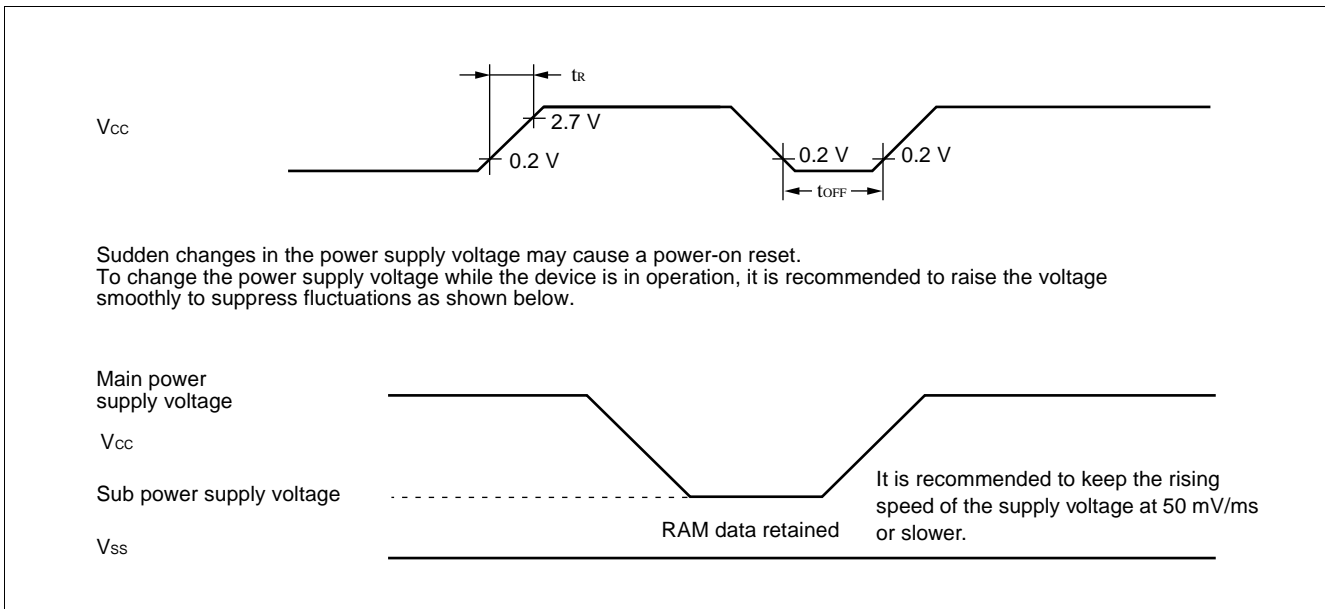 tR
VCC
2.7 V
0.2 V
0.2 V
0.2 V
tOFF
Sudden changes in the power supply voltage may cause a power-on reset.
To change the power supply voltage while the device is in operation, it is recommended to raise the voltage
smoothly to suppress fluctuations as shown below.
Main power
supply voltage
VCC
Sub power supply voltage
VSS
RAM data retained
It is recommended to keep the rising
speed of the supply voltage at 50 mV/ms
or slower.